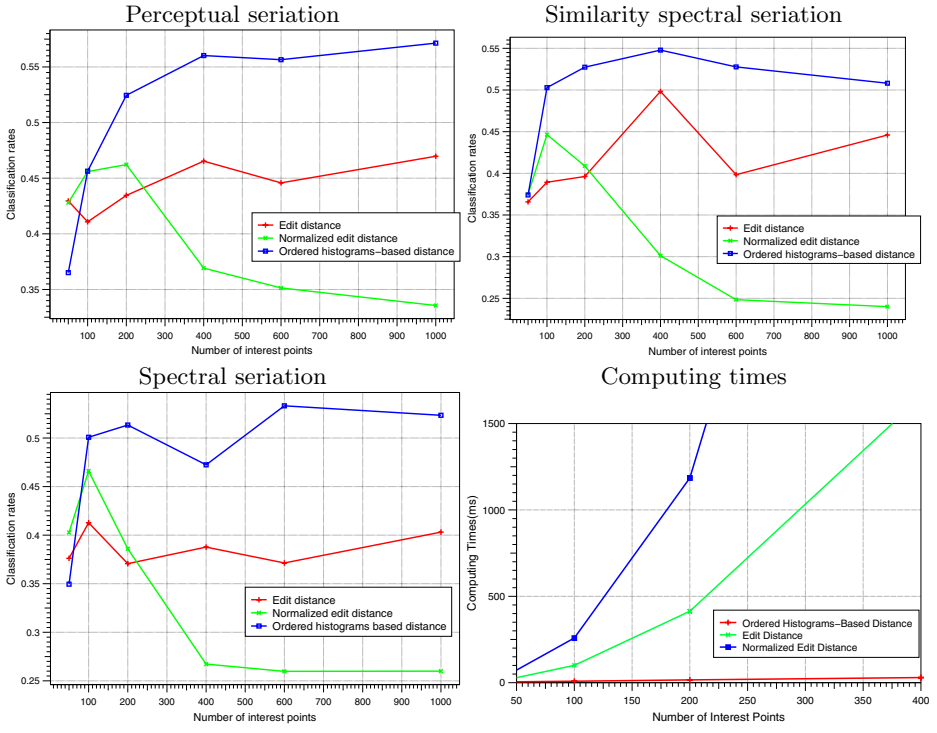 Perceptual seriation
Classification rates
0.55
0.5
0.45
0.4
0.35
Edit distance
Normalized edit distance
Ordered histograms-based distance
100 200 300 400 500 600 700 800 900 1000
Number of interest points
Similarity spectral seriation
Classification rates
0.55
0.5
0.45
0.4
0.35
0.3
0.25
Edit distance
Normalized edit distance
Ordered histograms-based distance
100 200 300 400 500 600 700 800 900 1000
Number of interest points
Spectral seriation
Classification rates
0.5
0.45
0.4
0.35
0.3
0.25
Edit distance
Normalized edit distance
Ordered histograms based distance
100 200 300 400 500 600 700 800 900 1000
Number of interest points
Computing times
Computing Times(ms)
1500
1000
500
0
Ordered Histograms-Based Distance
Edit Distance
Normalized Edit Distance
50 100 150 200 250 300 350 400
Number of Interest Points